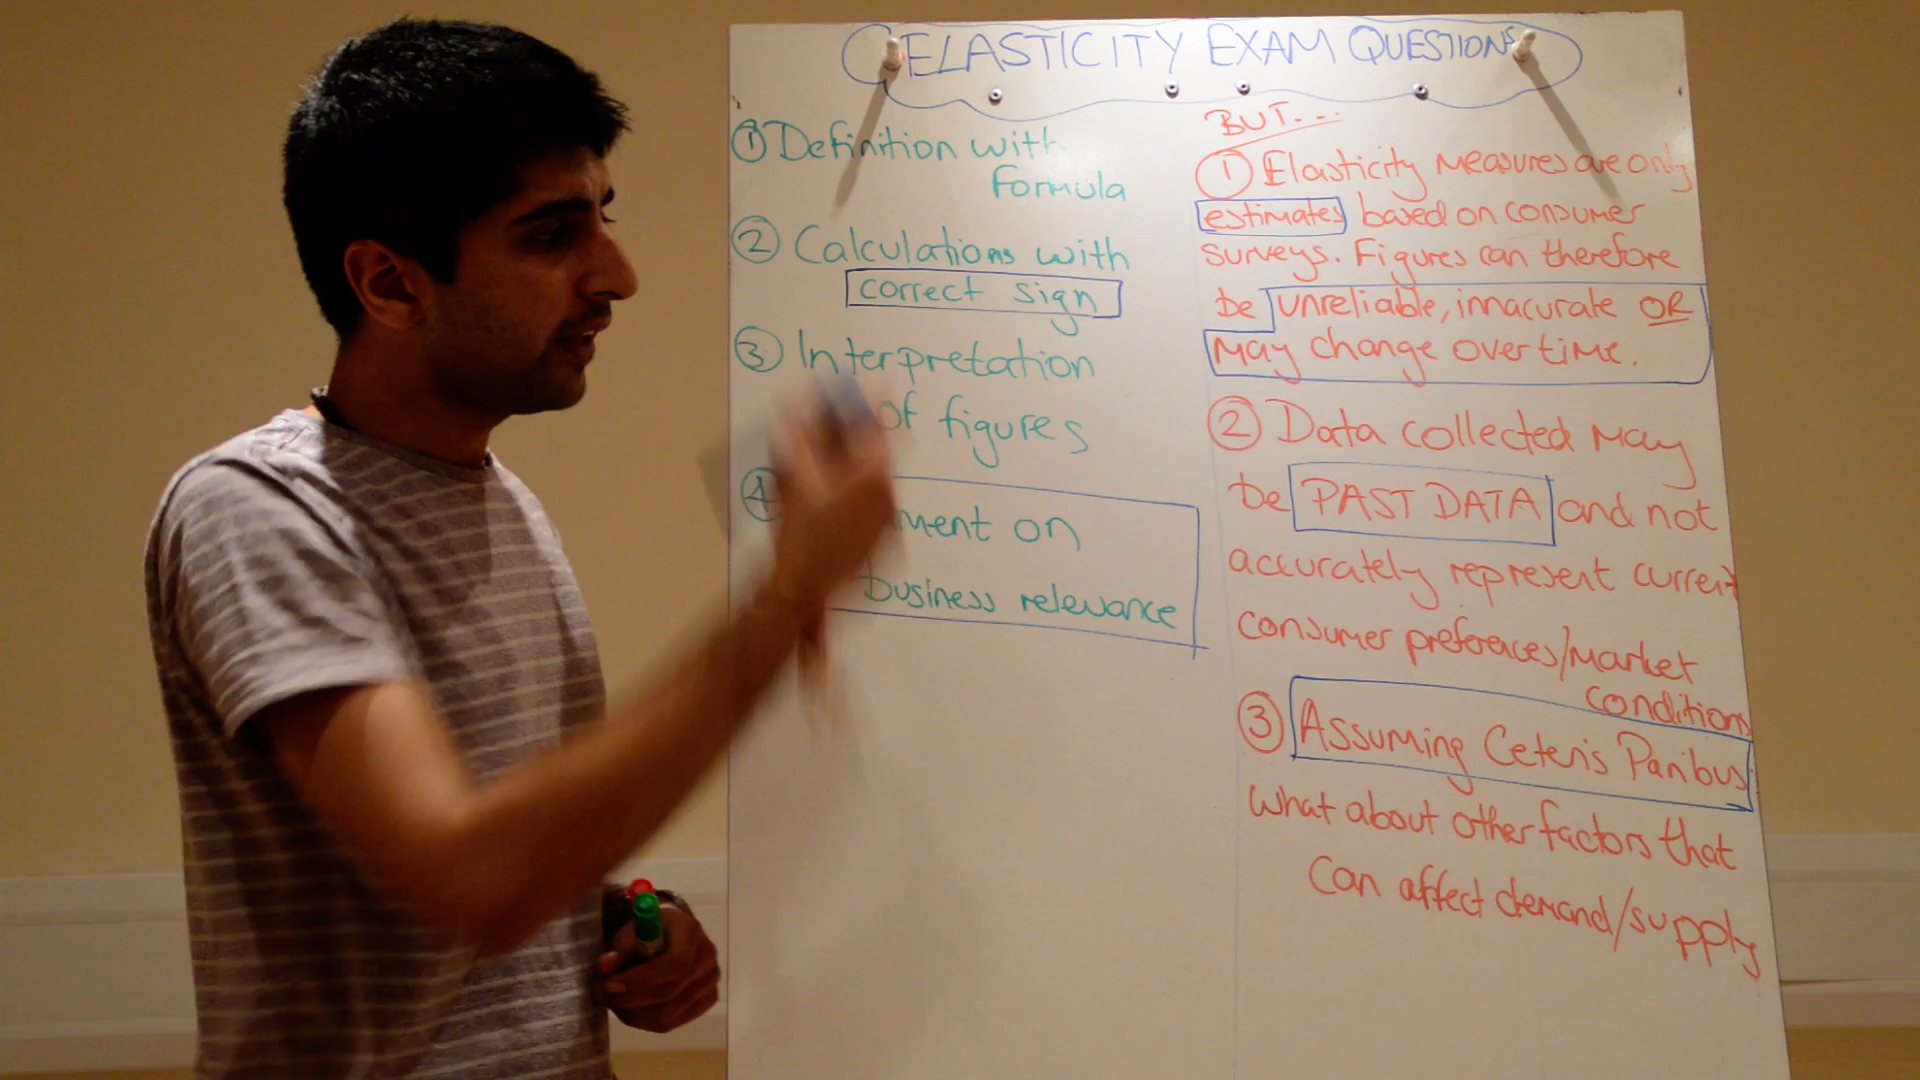 ELASTICITY EXAM QUESTIONS
① Definition with
Formula
② Calculations with
correct sign
③ Interpretation
of figures
④ ment on
business relevance
BUT...
① Elasticity measures are only
estimates based on consumer
surveys. Figures can therefore
be unreliable, innacurate OR
may change over time.
② Data collected may
be PAST DATA and not
accurately represent current
consumer preferences/market
conditions
③ Assuming Ceteris Paribus
what about other factors that
can affect demand/supply